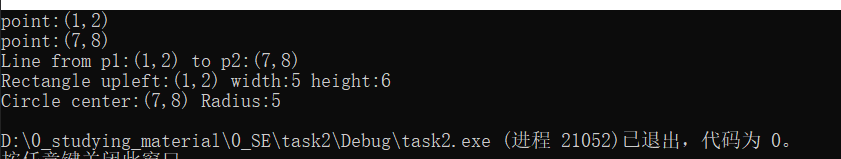 point:(1,2)
point:(7,8)
Line from p1:(1,2) to p2:(7,8)
Rectangle upleft:(1,2) width:5 height:6
Circle center:(7,8) Radius:5
D:\0_studying_material\0_SE\task2\Debug\task2.exe (进程 21052)已退出，代码为 0。
按任意键关闭此窗口